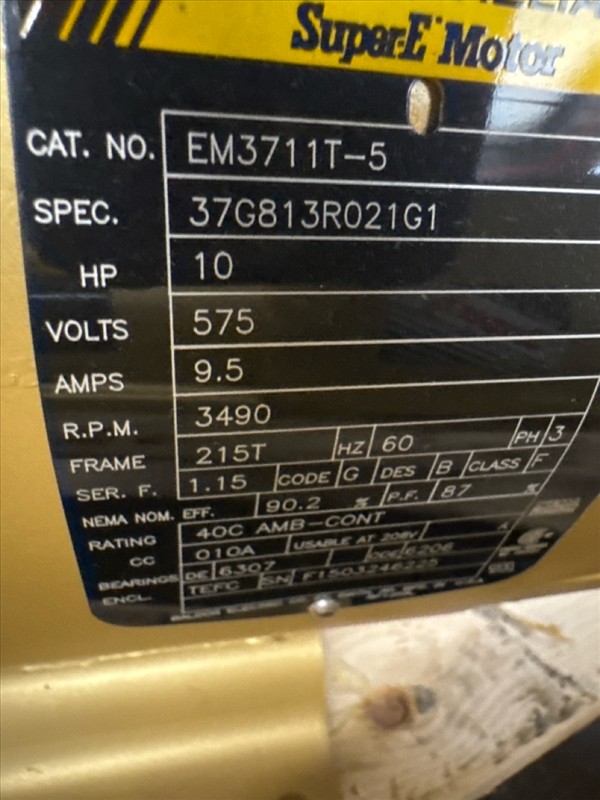 Super-E Motor
CAT. NO. EM3711T-5
SPEC. 37G813R021G1
HP 10
VOLTS 575
AMPS 9.5
R.P.M. 3490
FRAME 215T HZ 60 PH 3
SER. F. 1.15 CODE G DES B CLASS F
NEMA NOM. EFF. 90.2 % P.F. 87 %
RATING 40C AMB-CONT
CC 010A USABLE AT 208V A
BEARINGS DE 6307 ODE 6206
ENCL. TEFC SN F1503246225